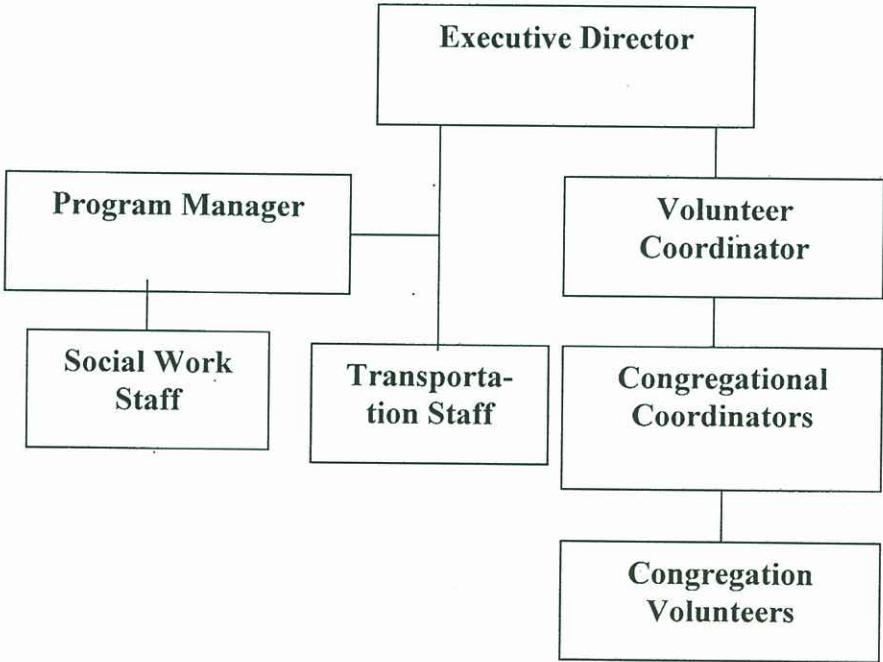 Executive Director
Program Manager
Volunteer
Coordinator
Social Work
Staff
Transporta-
tion Staff
Congregational
Coordinators
Congregation
Volunteers